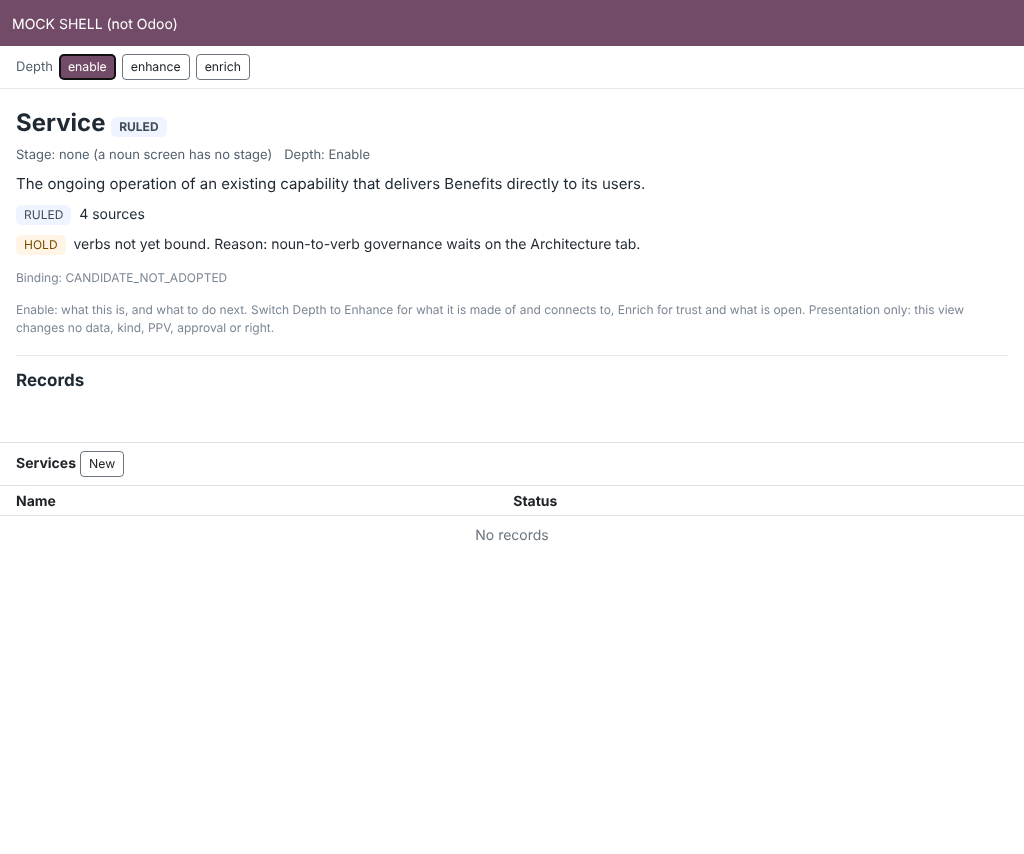 MOCK SHELL (not Odoo)
Depth enable enhance enrich
Service RULED
Stage: none (a noun screen has no stage) Depth: Enable
The ongoing operation of an existing capability that delivers Benefits directly to its users.
RULED 4 sources
HOLD verbs not yet bound. Reason: noun-to-verb governance waits on the Architecture tab.
Binding: CANDIDATE_NOT_ADOPTED
Enable: what this is, and what to do next. Switch Depth to Enhance for what it is made of and connects to, Enrich for trust and what is open. Presentation only: this view
changes no data, kind, PPV, approval or right.
Records
Services New
Name Status
No records